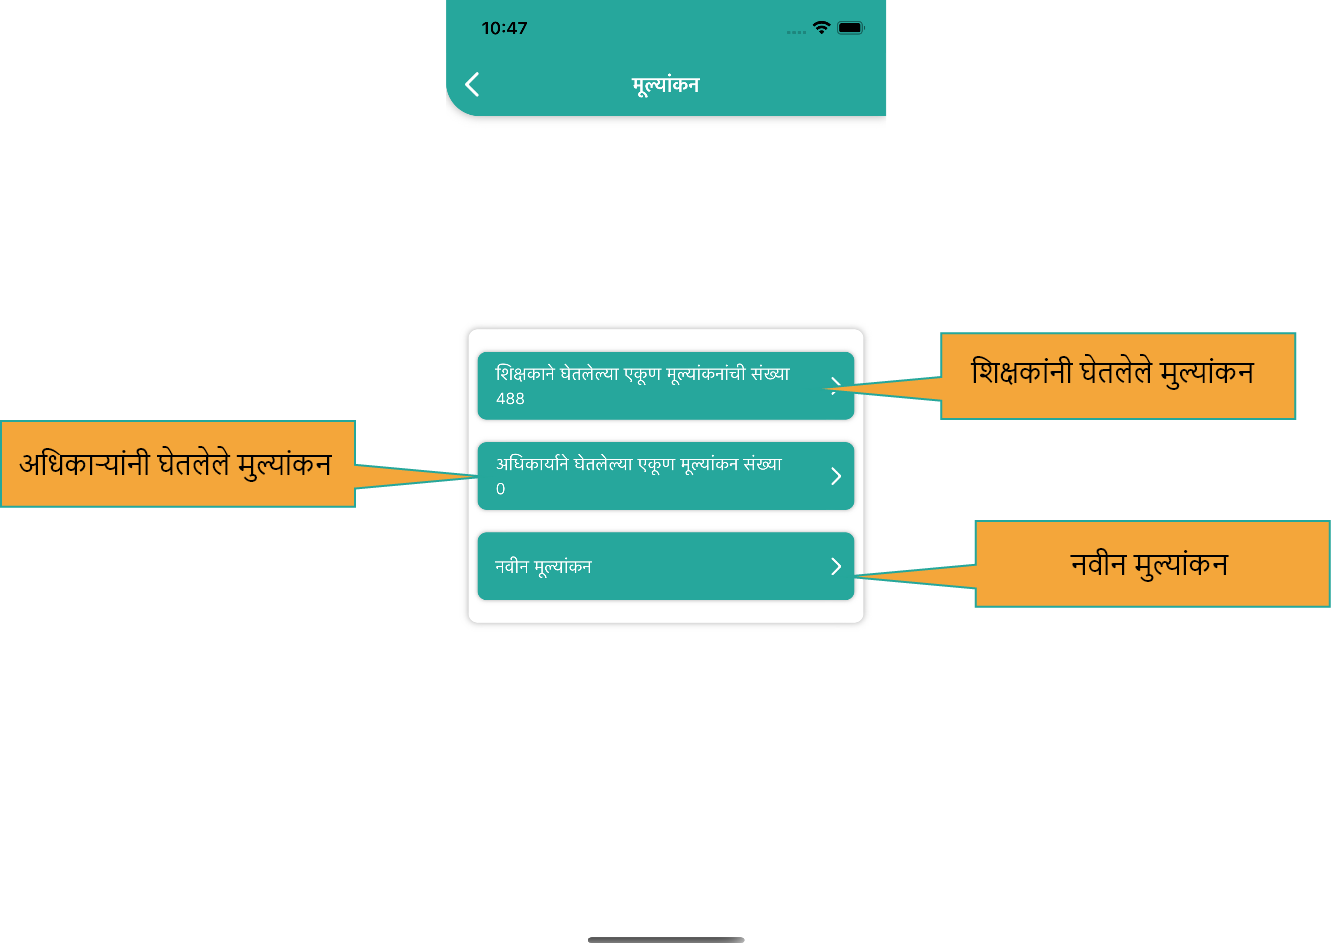 10:47
मूल्यांकन
शिक्षकाने घेतलेल्या एकूण मूल्यांकनांची संख्या
488
शिक्षकांनी घेतलेले मुल्यांकन
अधिकार्याने घेतलेल्या एकूण मूल्यांकन संख्या
0
अधिकाऱ्यांनी घेतलेले मुल्यांकन
नवीन मूल्यांकन
नवीन मुल्यांकन